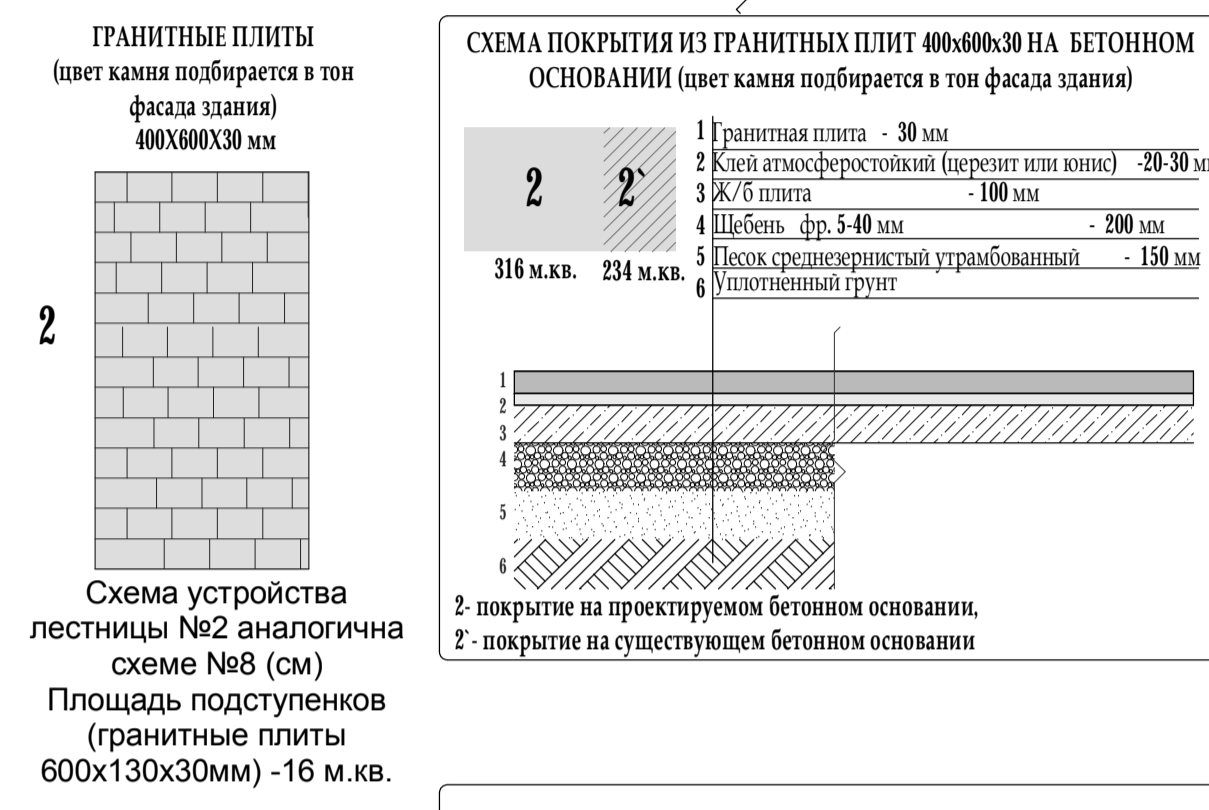 ГРАНИТНЫЕ ПЛИТЫ
(цвет камня подбирается в тон
фасада здания)
400Х600Х30 мм
2
Схема устройства
лестницы №2 аналогична
схеме №8 (см)
Площадь подступенков
(гранитные плиты
600х130х30мм) -16 м.кв.
СХЕМА ПОКРЫТИЯ ИЗ ГРАНИТНЫХ ПЛИТ 400х600х30 НА БЕТОННОМ
ОСНОВАНИИ (цвет камня подбирается в тон фасада здания)
2 2`
316 м.кв. 234 м.кв.
1 Гранитная плита - 30 мм
2 Клей атмосферостойкий (церезит или юнис) -20-30 м
3 Ж/б плита - 100 мм
4 Щебень фр. 5-40 мм - 200 мм
5 Песок среднезернистый утрамбованный - 150 мм
6 Уплотненный грунт
1
2
3
4
5
6
2- покрытие на проектируемом бетонном основании,
2`- покрытие на существующем бетонном основании